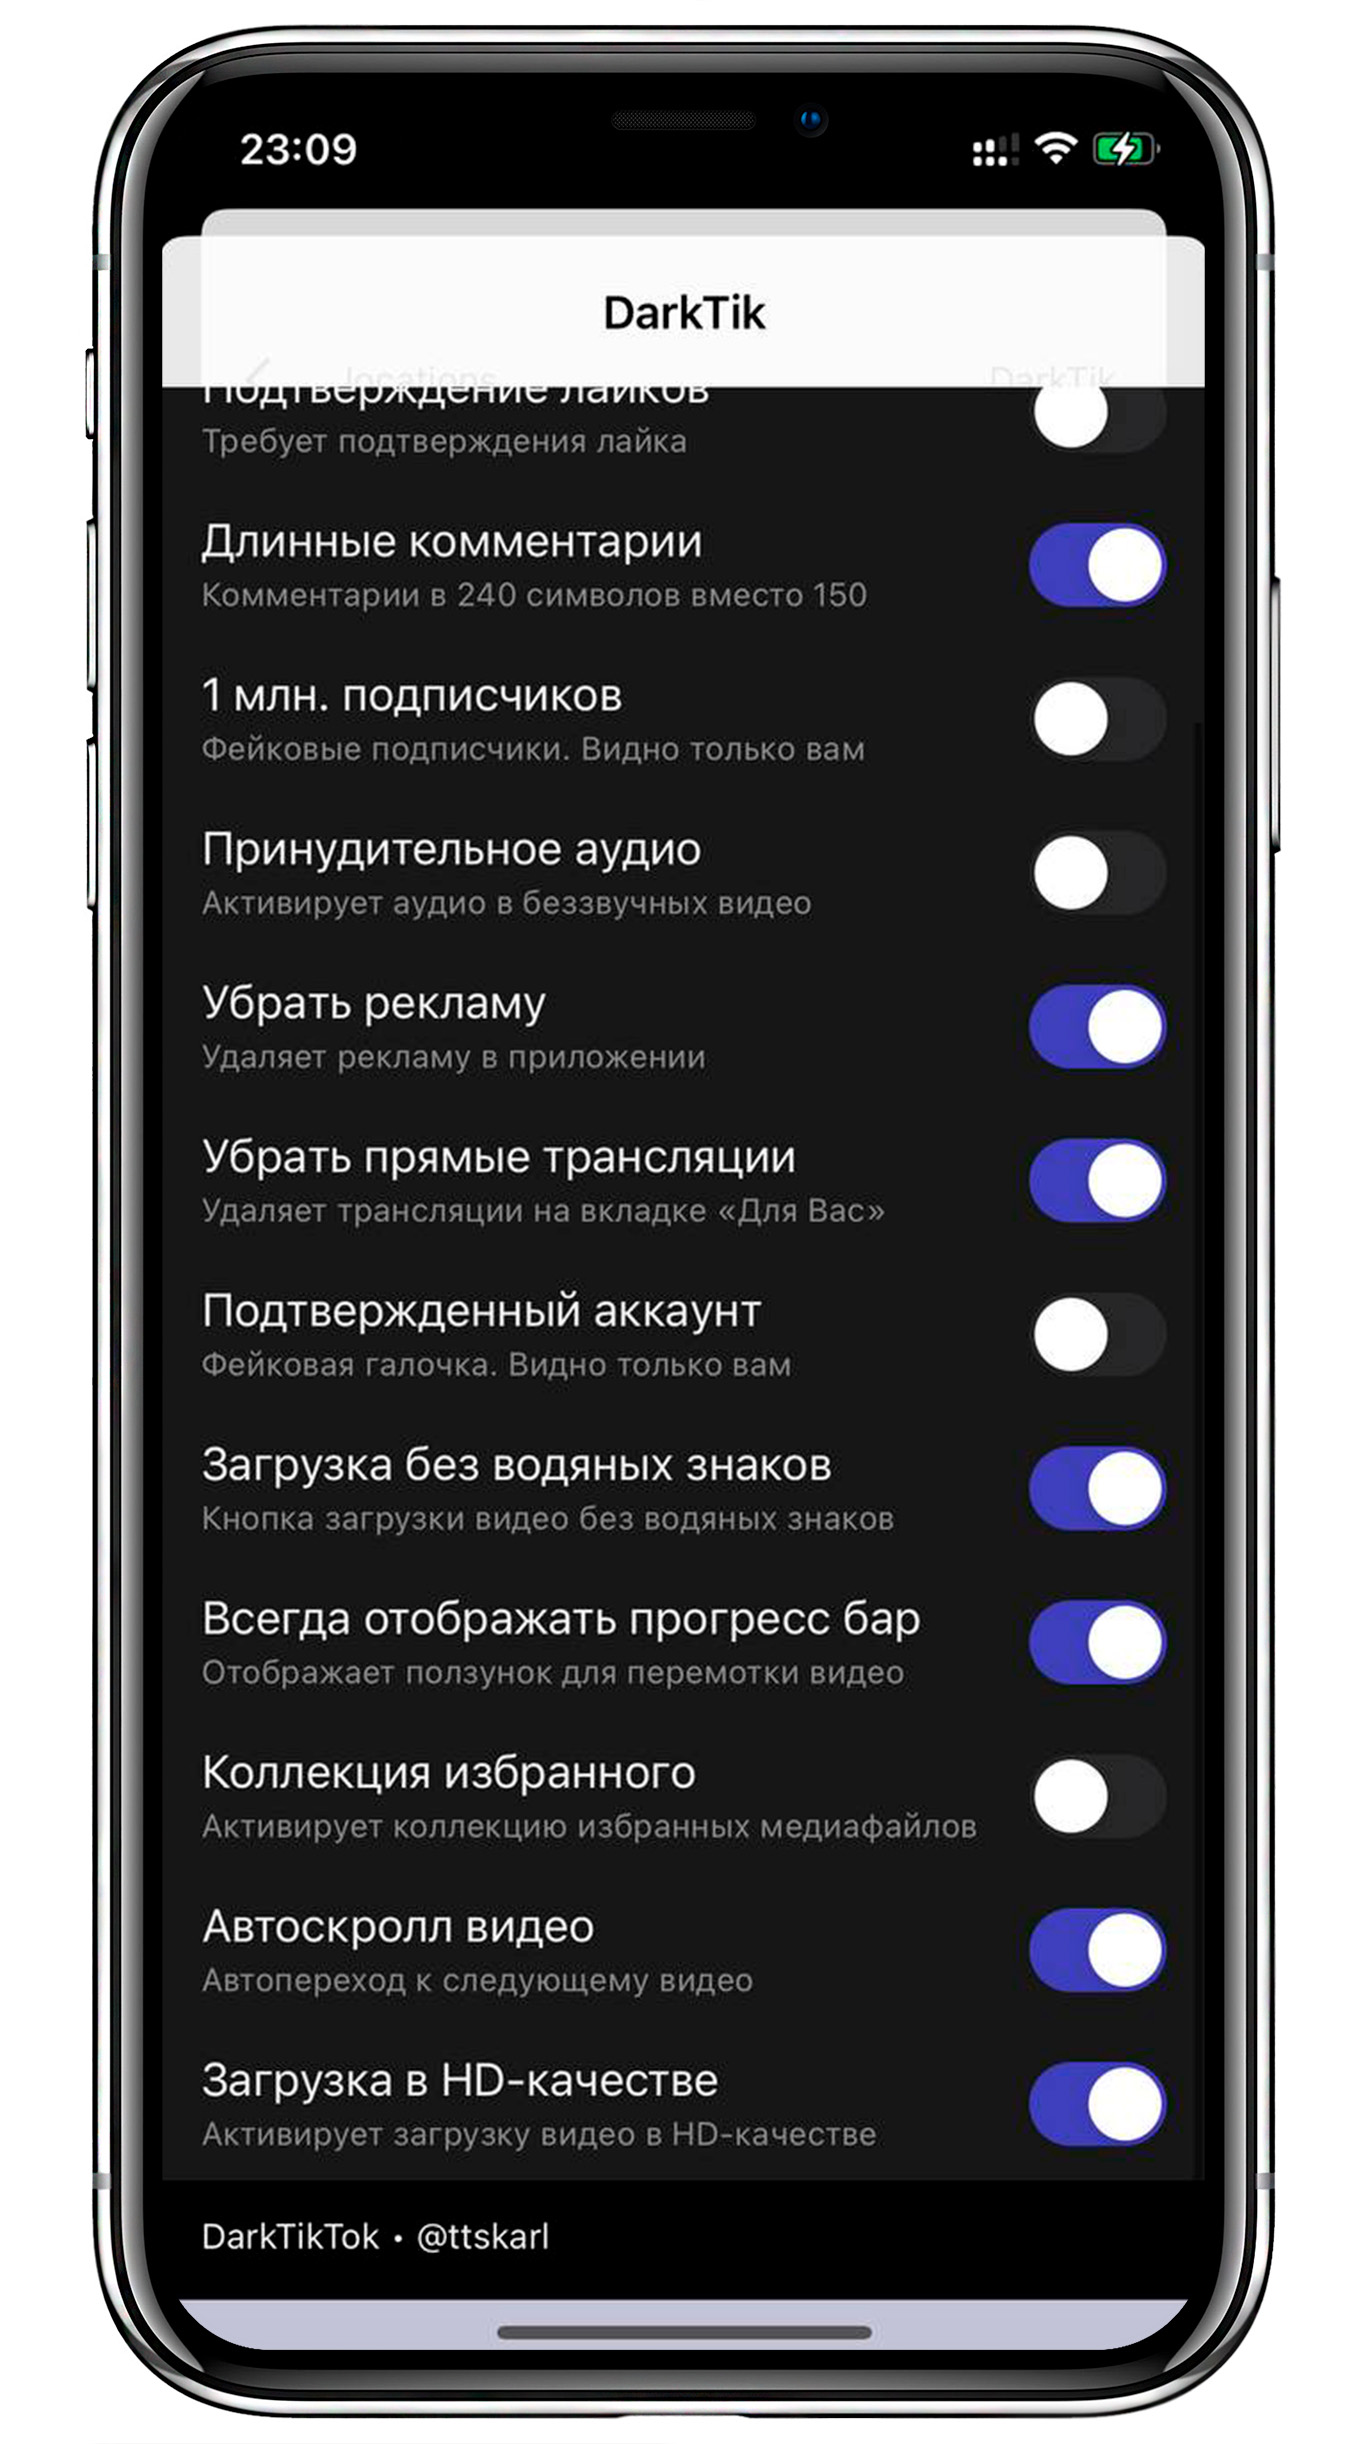 23:09
DarkTik
locations
DarkTik
Подтверждение лайков
Требует подтверждения лайка
Длинные комментарии
Комментарии в 240 символов вместо 150
1 млн. подписчиков
Фейковые подписчики. Видно только вам
Принудительное аудио
Активирует аудио в беззвучных видео
Убрать рекламу
Удаляет рекламу в приложении
Убрать прямые трансляции
Удаляет трансляции на вкладке «Для Вас»
Подтвержденный аккаунт
Фейковая галочка. Видно только вам
Загрузка без водяных знаков
Кнопка загрузки видео без водяных знаков
Всегда отображать прогресс бар
Отображает ползунок для перемотки видео
Коллекция избранного
Активирует коллекцию избранных медиафайлов
Автоскролл видео
Автопереход к следующему видео
Загрузка в HD-качестве
Активирует загрузку видео в HD-качестве
DarkTikTok • @ttskarl